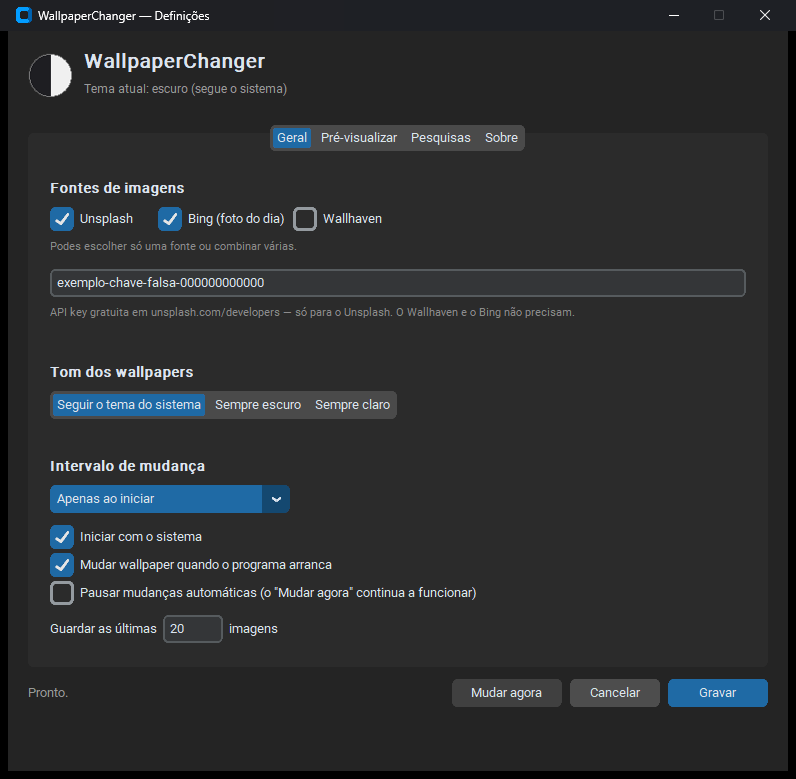 WallpaperChanger — Definições
WallpaperChanger
Tema atual: escuro (segue o sistema)
Geral Pré-visualizar Pesquisas Sobre
Fontes de imagens
Unsplash Bing (foto do dia) Wallhaven
Podes escolher só uma fonte ou combinar várias.
exemplo-chave-falsa-000000000000
API key gratuita em unsplash.com/developers — só para o Unsplash. O Wallhaven e o Bing não precisam.
Tom dos wallpapers
Seguir o tema do sistema Sempre escuro Sempre claro
Intervalo de mudança
Apenas ao iniciar
Iniciar com o sistema
Mudar wallpaper quando o programa arranca
Pausar mudanças automáticas (o "Mudar agora" continua a funcionar)
Guardar as últimas 20 imagens
Pronto. Mudar agora Cancelar Gravar